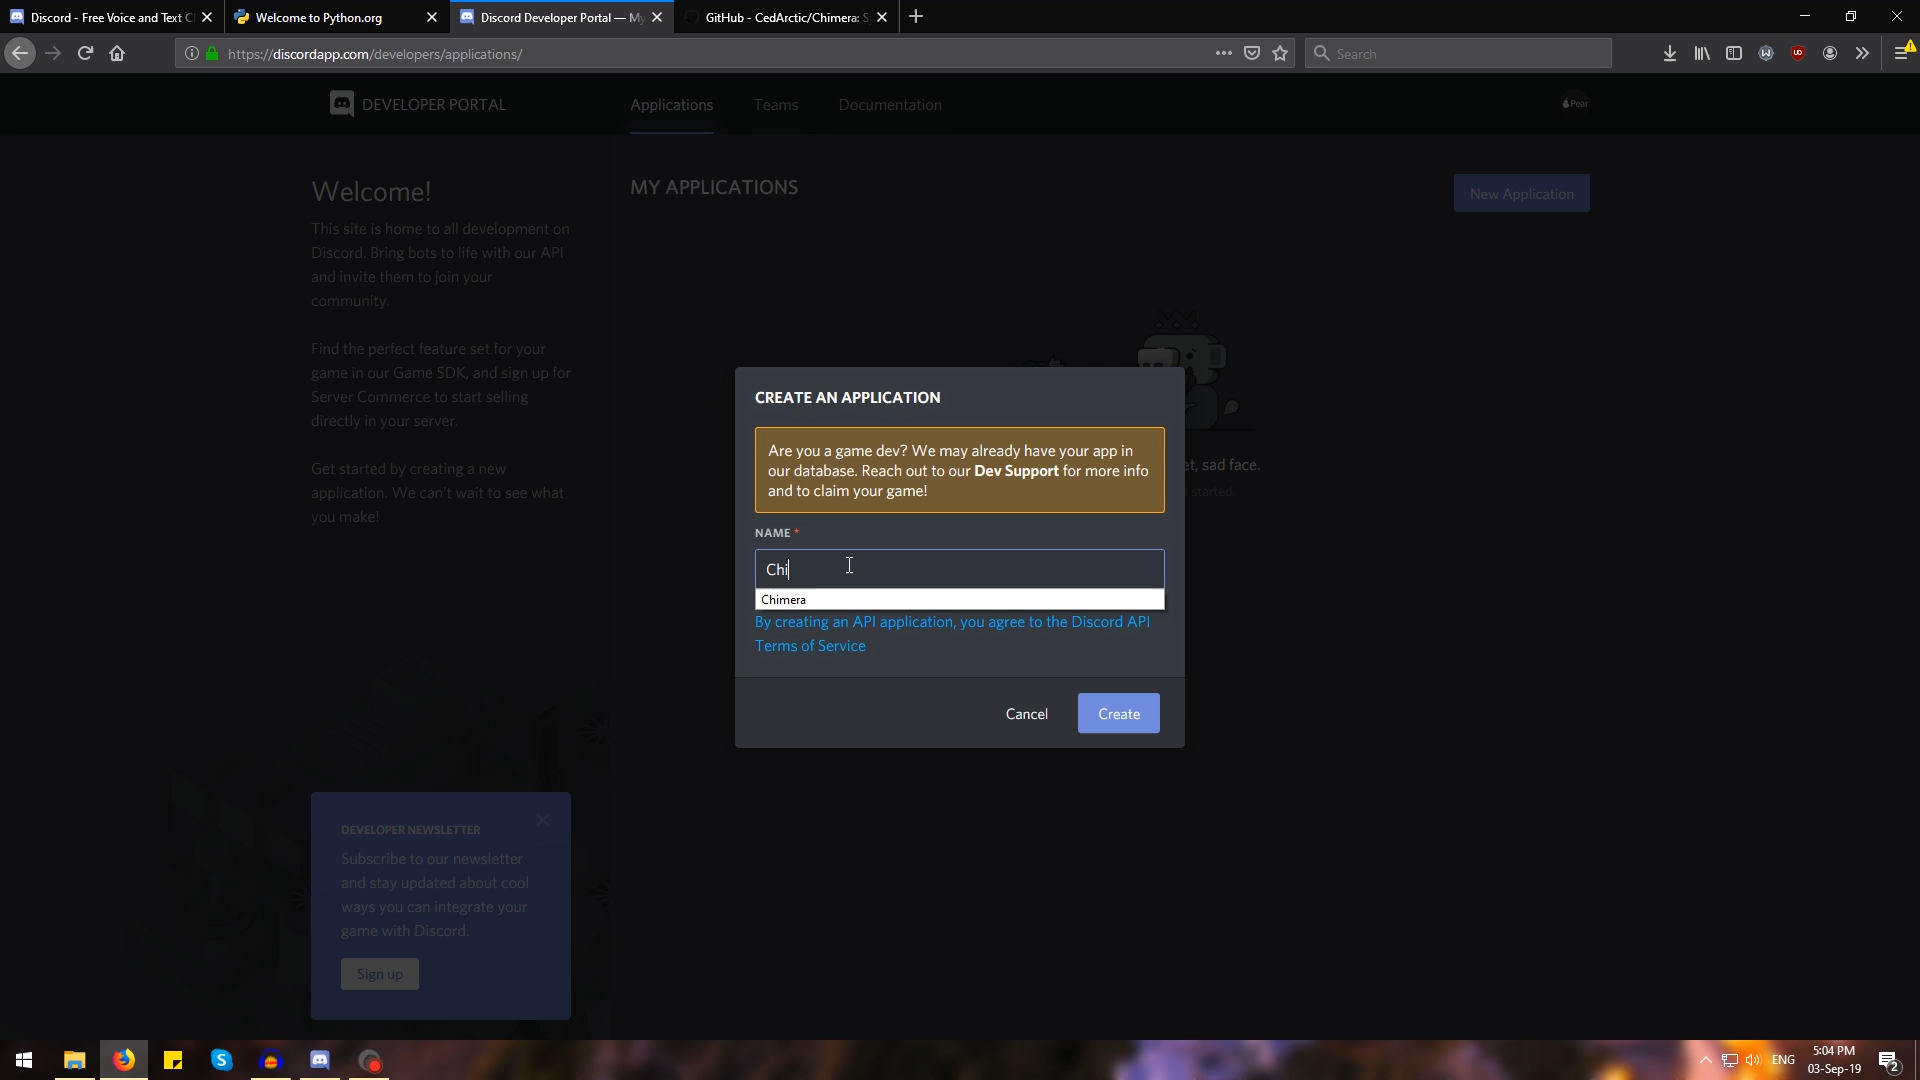 Discord - Free Voice and Text C
Welcome to Python.org
Discord Developer Portal — My
GitHub - CedArctic/Chimera: S
https://discordapp.com/developers/applications/
Search
DEVELOPER PORTAL
Applications
Teams
Documentation
Pear
Welcome!
This site is home to all development on
Discord. Bring bots to life with our API
and invite them to join your
community.
Find the perfect feature set for your
game in our Game SDK, and sign up for
Server Commerce to start selling
directly in your server.
Get started by creating a new
application. We can't wait to see what
you make!
MY APPLICATIONS
New Application
et, sad face.
started.
CREATE AN APPLICATION
Are you a game dev? We may already have your app in
our database. Reach out to our Dev Support for more info
and to claim your game!
NAME *
Chi
Chimera
By creating an API application, you agree to the Discord API
Terms of Service
Cancel
Create
DEVELOPER NEWSLETTER
Subscribe to our newsletter
and stay updated about cool
ways you can integrate your
game with Discord.
Sign up
ENG
5:04 PM
03-Sep-19
2